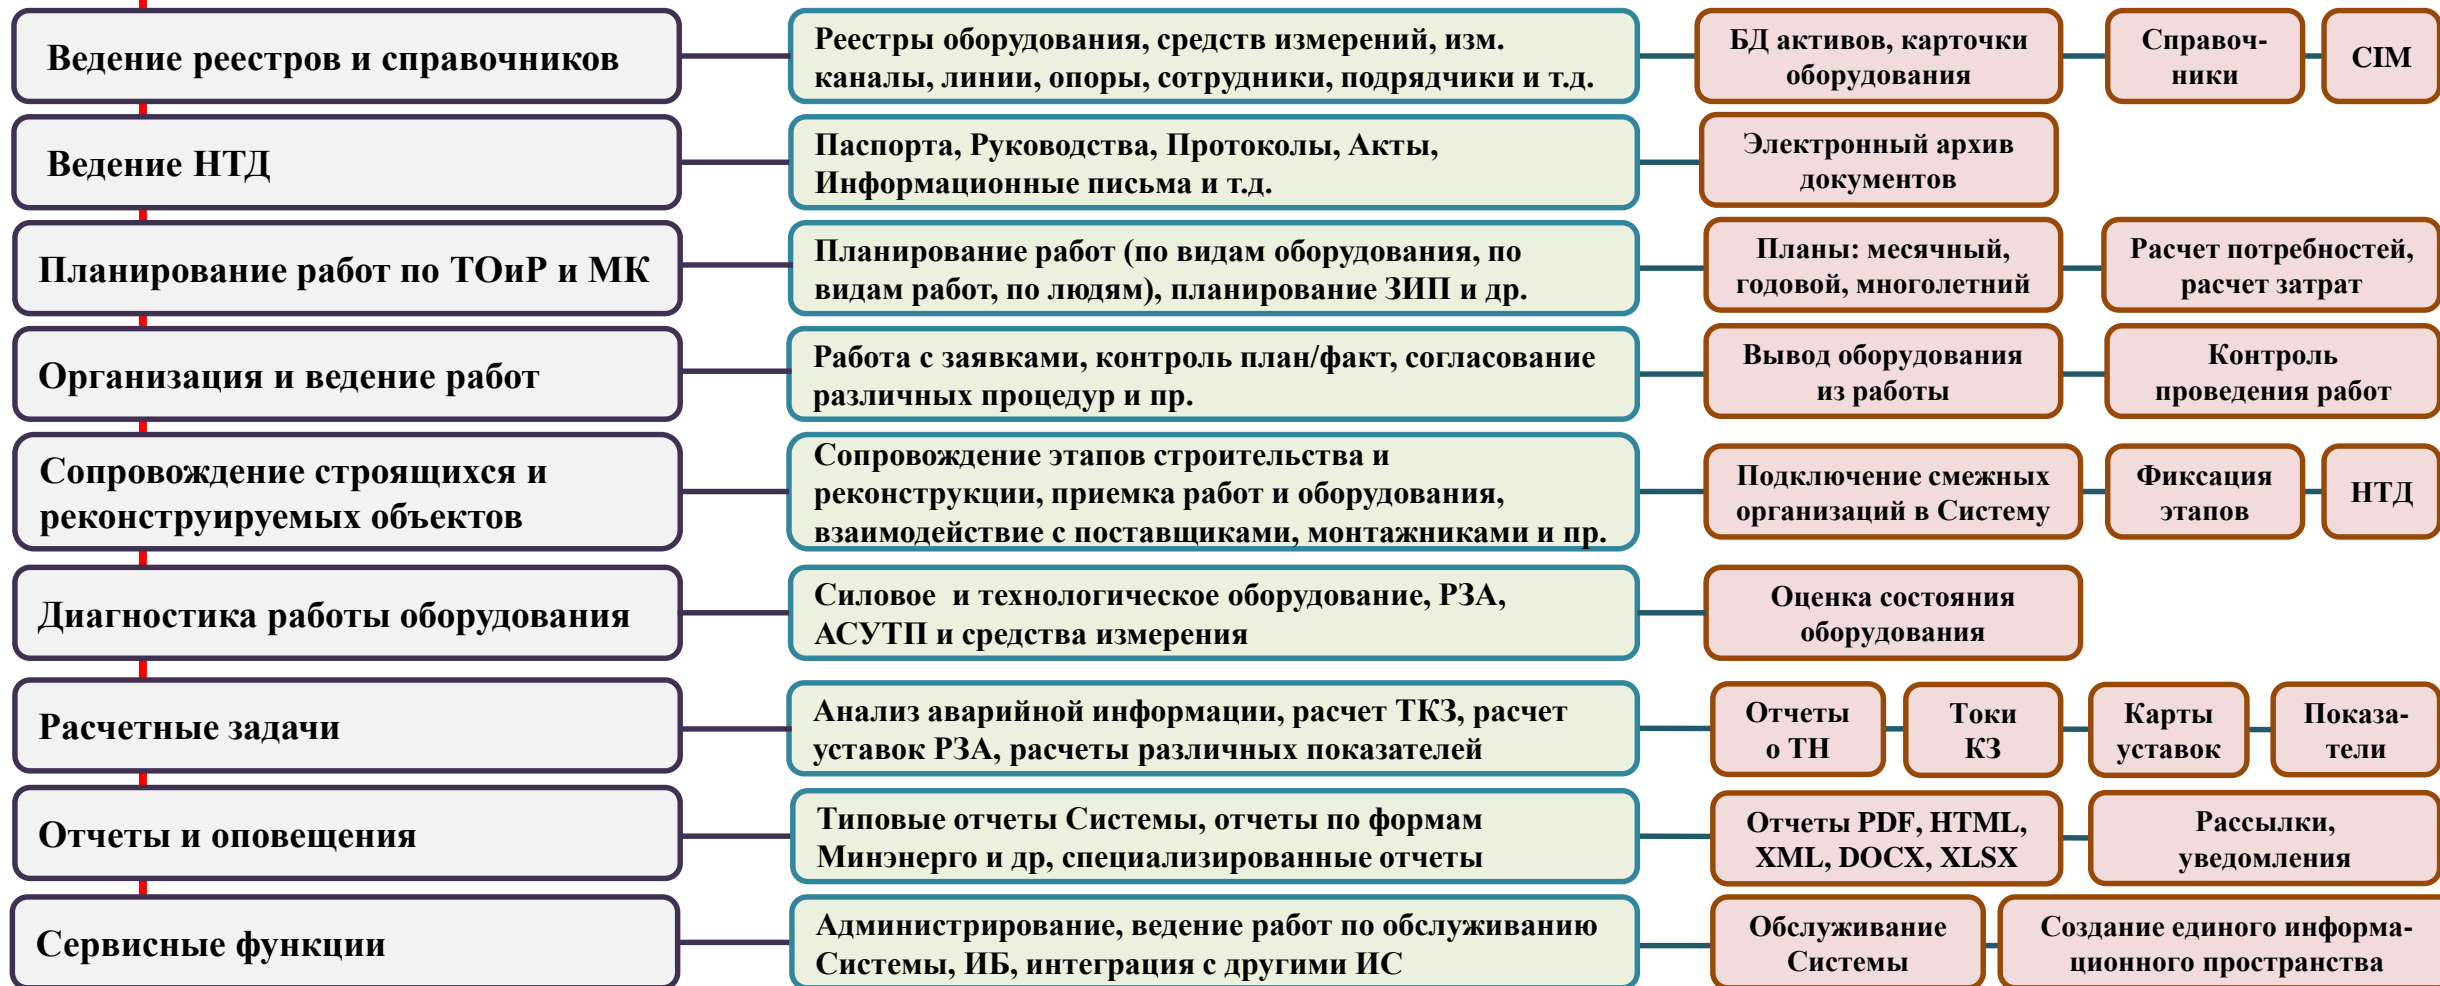 Ведение реестров и справочников
Реестры оборудования, средств измерений, изм.
каналы, линии, опоры, сотрудники, подрядчики и т.д.
БД активов, карточки
оборудования
Справоч-
ники
CIM
Ведение НТД
Паспорта, Руководства, Протоколы, Акты,
Информационные письма и т.д.
Электронный архив
документов
Планирование работ по ТОиР и МК
Планирование работ (по видам оборудования, по
видам работ, по людям), планирование ЗИП и др.
Планы: месячный,
годовой, многолетний
Расчет потребностей,
расчет затрат
Организация и ведение работ
Работа с заявками, контроль план/факт, согласование
различных процедур и пр.
Вывод оборудования
из работы
Контроль
проведения работ
Сопровождение строящихся и
реконструируемых объектов
Сопровождение этапов строительства и
реконструкции, приемка работ и оборудования,
взаимодействие с поставщиками, монтажниками и пр.
Подключение смежных
организаций в Систему
Фиксация
этапов
НТД
Диагностика работы оборудования
Силовое и технологическое оборудование, РЗА,
АСУТП и средства измерения
Оценка состояния
оборудования
Расчетные задачи
Анализ аварийной информации, расчет ТКЗ, расчет
уставок РЗА, расчеты различных показателей
Отчеты
о ТН
Токи
КЗ
Карты
уставок
Показа-
тели
Отчеты и оповещения
Типовые отчеты Системы, отчеты по формам
Минэнерго и др, специализированные отчеты
Отчеты PDF, HTML,
XML, DOCX, XLSX
Рассылки,
уведомления
Сервисные функции
Администрирование, ведение работ по обслуживанию
Системы, ИБ, интеграция с другими ИС
Обслуживание
Системы
Создание единого информа-
ционного пространства